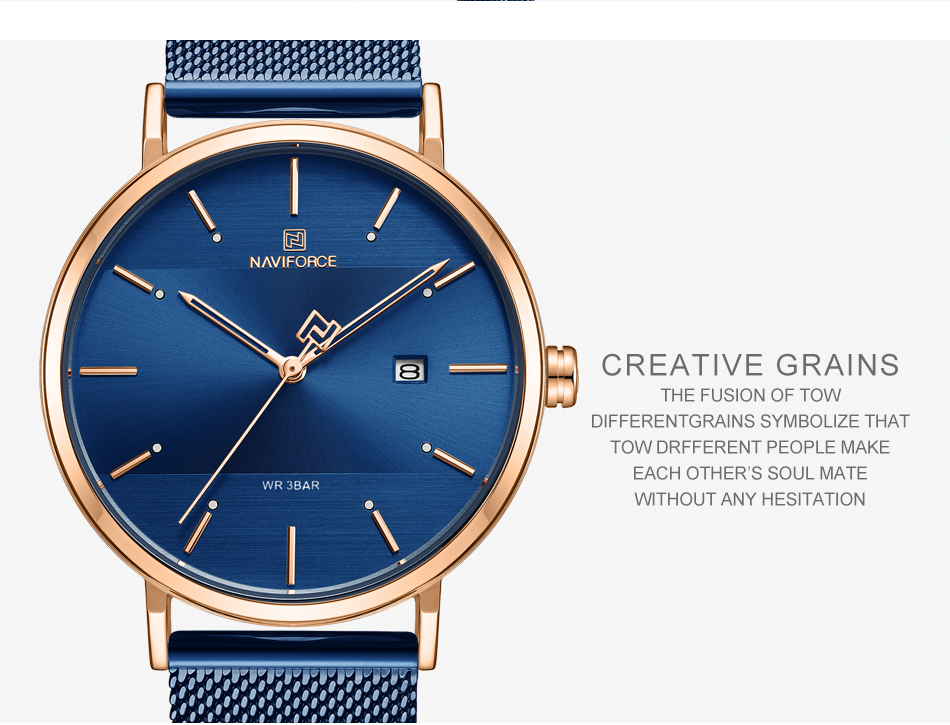 NAVIFORCE
8
WR 3BAR
CREATIVE GRAINS
THE FUSION OF TOW
DIFFERENTGRAINS SYMBOLIZE THAT
TOW DRFFERENT PEOPLE MAKE
EACH OTHER'S SOUL MATE
WITHOUT ANY HESITATION